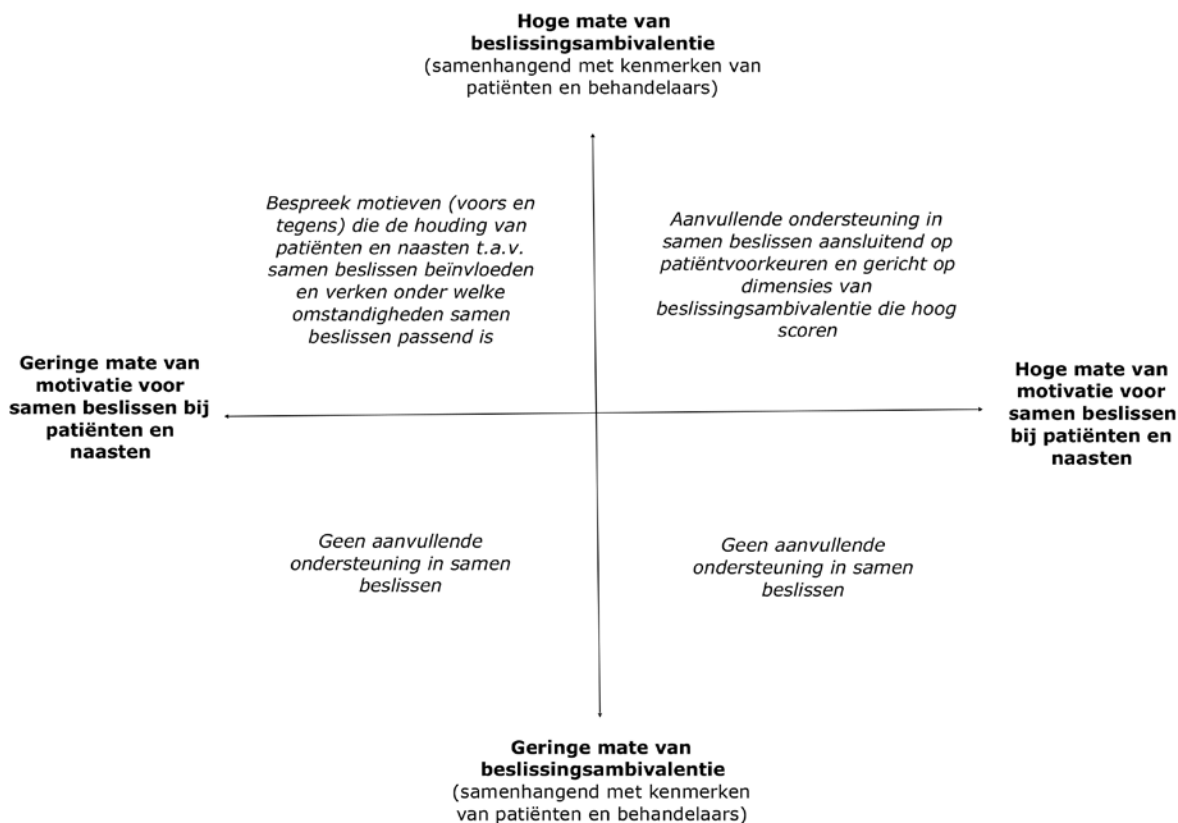 Hoge mate van
beslissingsambivalentie
(samenhangend met kenmerken van
patiënten en behandelaars)
Bespreek motieven (voors en
tegens) die de houding van
patiënten en naasten t.a.v.
samen beslissen beïnvloeden
en verken onder welke
omstandigheden samen
beslissen passend is
Aanvullende ondersteuning in
samen beslissen aansluitend op
patiëntvoorkeuren en gericht op
dimensies van
beslissingsambivalentie die hoog
scoren
Geringe mate van
motivatie voor
samen beslissen bij
patiënten en
naasten
Hoge mate van
motivatie voor
samen beslissen
bij patiënten en
naasten
Geen aanvullende
ondersteuning in samen
beslissen
Geen aanvullende
ondersteuning in samen
beslissen
Geringe mate van
beslissingsambivalentie
(samenhangend met kenmerken
van patiënten en behandelaars)